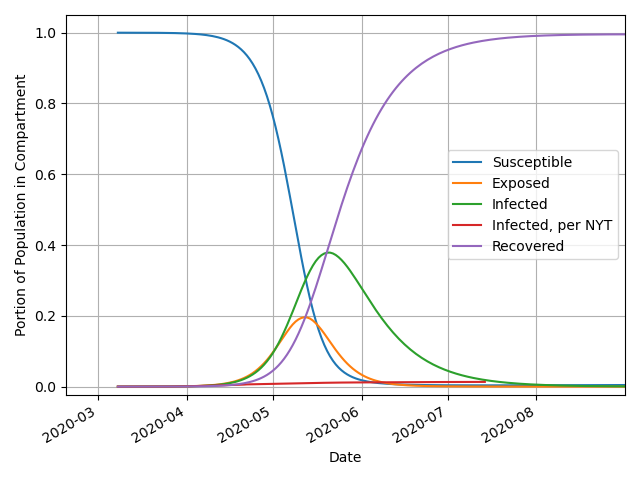 Portion of Population in Compartment
1.0
0.8
0.6
0.4
0.2
0.0
Susceptible
Exposed
Infected
Infected, per NYT
Recovered
2020-03
2020-04
2020-05
2020-06
2020-07
2020-08
Date